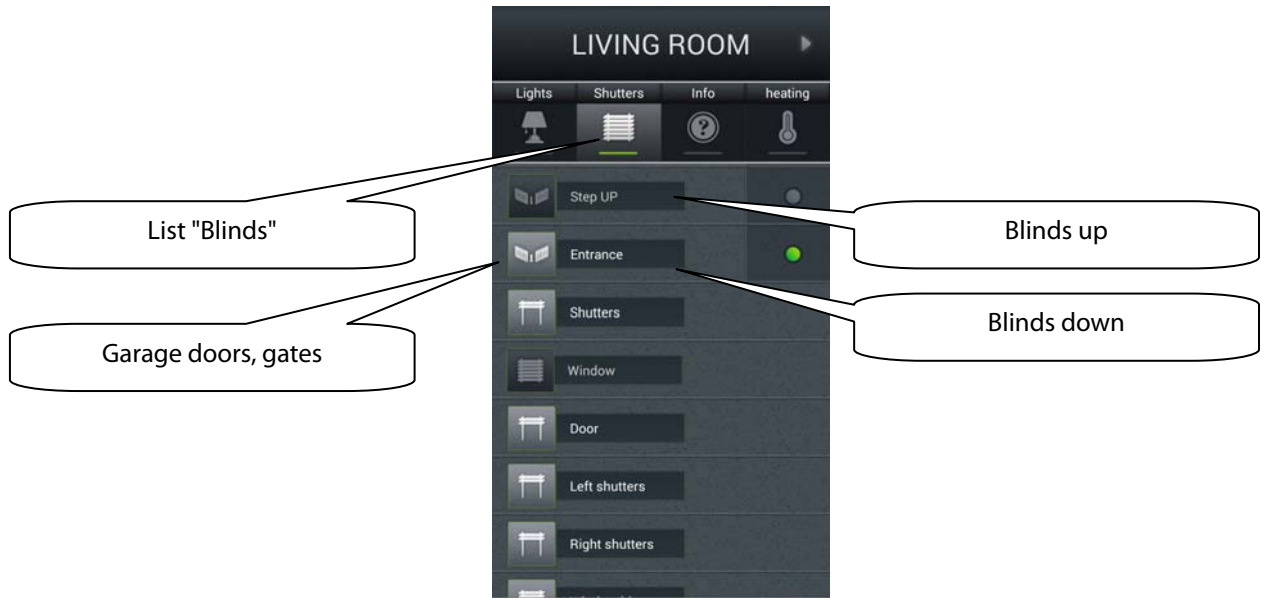 LIVING ROOM
Lights Shutters Info heating
Step UP
List "Blinds"
Blinds up
Entrance
Shutters
Blinds down
Garage doors, gates
Window
Door
Left shutters
Right shutters